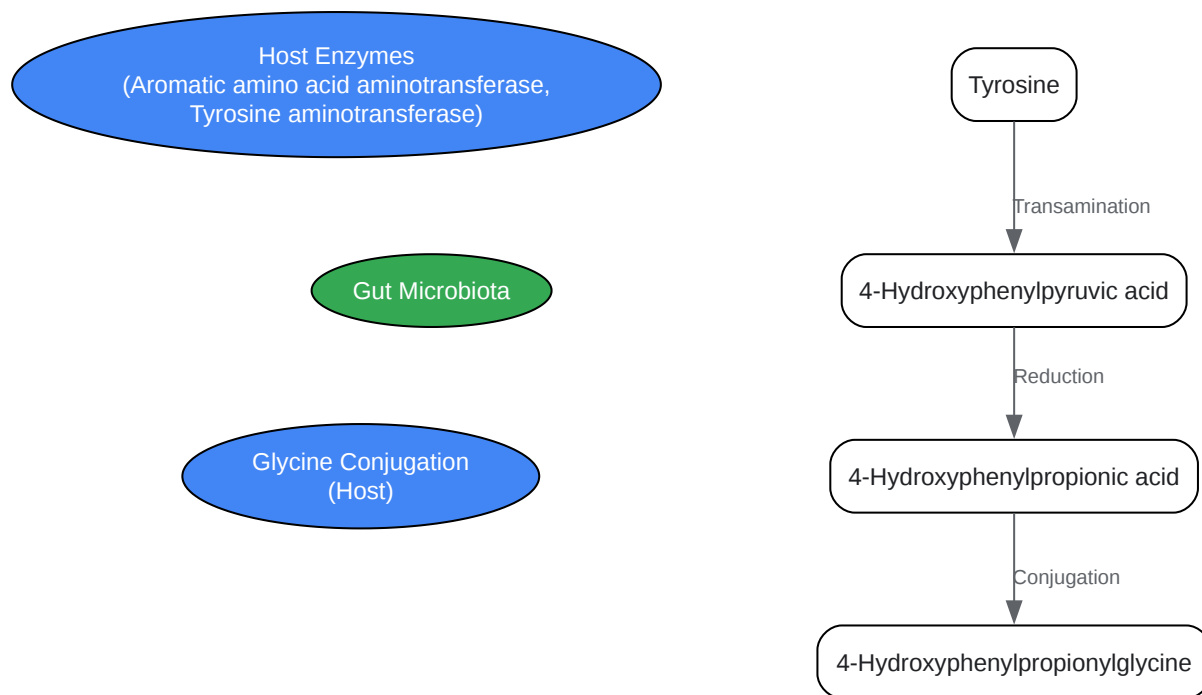 Host Enzymes
(Aromatic amino acid aminotransferase,
Tyrosine aminotransferase)
Tyrosine
Transamination
Gut Microbiota
4-Hydroxyphenylpyruvic acid
Reduction
Glycine Conjugation
(Host)
4-Hydroxyphenylpropionic acid
Conjugation
4-Hydroxyphenylpropionylglycine